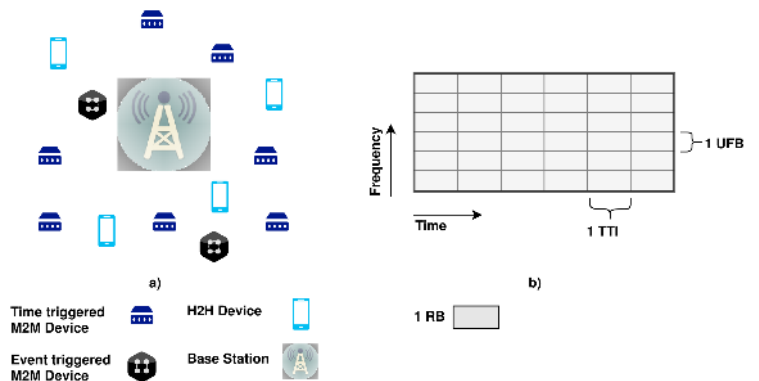 Frequency
1 UFB
Time
1 TTI
a)
b)
Time triggered
M2M Device
H2H Device
1 RB
Event triggered
M2M Device
Base Station